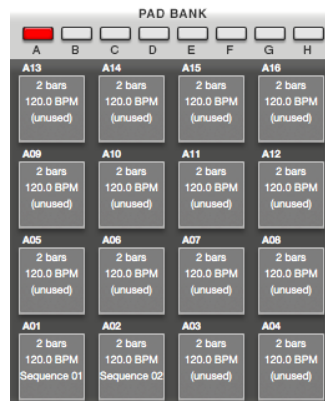 PAD BANK
A B C D E F G H
A13 A14 A15 A16
2 bars 2 bars 2 bars 2 bars
120.0 BPM 120.0 BPM 120.0 BPM 120.0 BPM
(unused) (unused) (unused) (unused)
A09 A10 A11 A12
2 bars 2 bars 2 bars 2 bars
120.0 BPM 120.0 BPM 120.0 BPM 120.0 BPM
(unused) (unused) (unused) (unused)
A05 A06 A07 A08
2 bars 2 bars 2 bars 2 bars
120.0 BPM 120.0 BPM 120.0 BPM 120.0 BPM
(unused) (unused) (unused) (unused)
A01 A02 A03 A04
2 bars 2 bars 2 bars 2 bars
120.0 BPM 120.0 BPM 120.0 BPM 120.0 BPM
Sequence 01 Sequence 02 (unused) (unused)